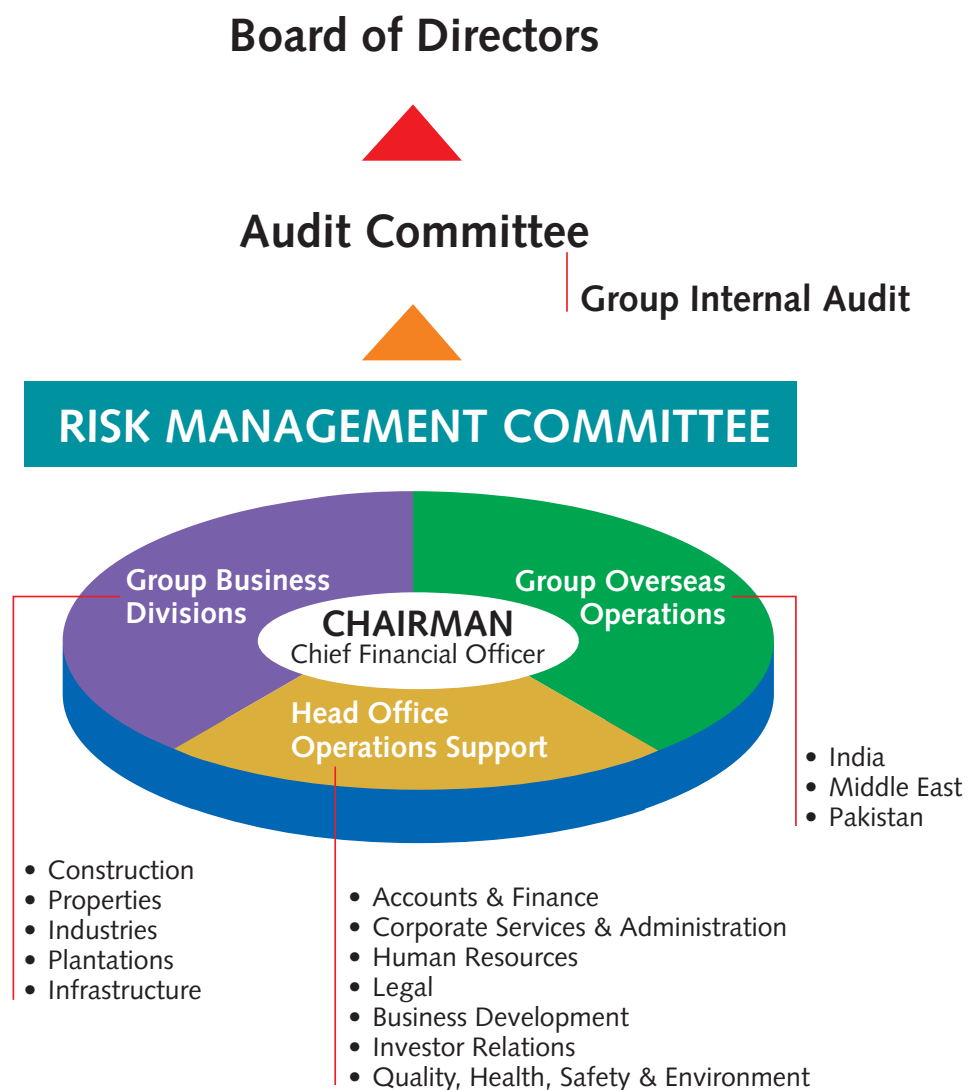 Board of Directors
Audit Committee
Group Internal Audit
RISK MANAGEMENT COMMITTEE
Group Business
Divisions
Group Overseas
Operations
CHAIRMAN
Chief Financial Officer
Head Office
Operations Support
• India
• Middle East
• Pakistan
• Construction
• Properties
• Industries
• Plantations
• Infrastructure
• Accounts & Finance
• Corporate Services & Administration
• Human Resources
• Legal
• Business Development
• Investor Relations
• Quality, Health, Safety & Environment